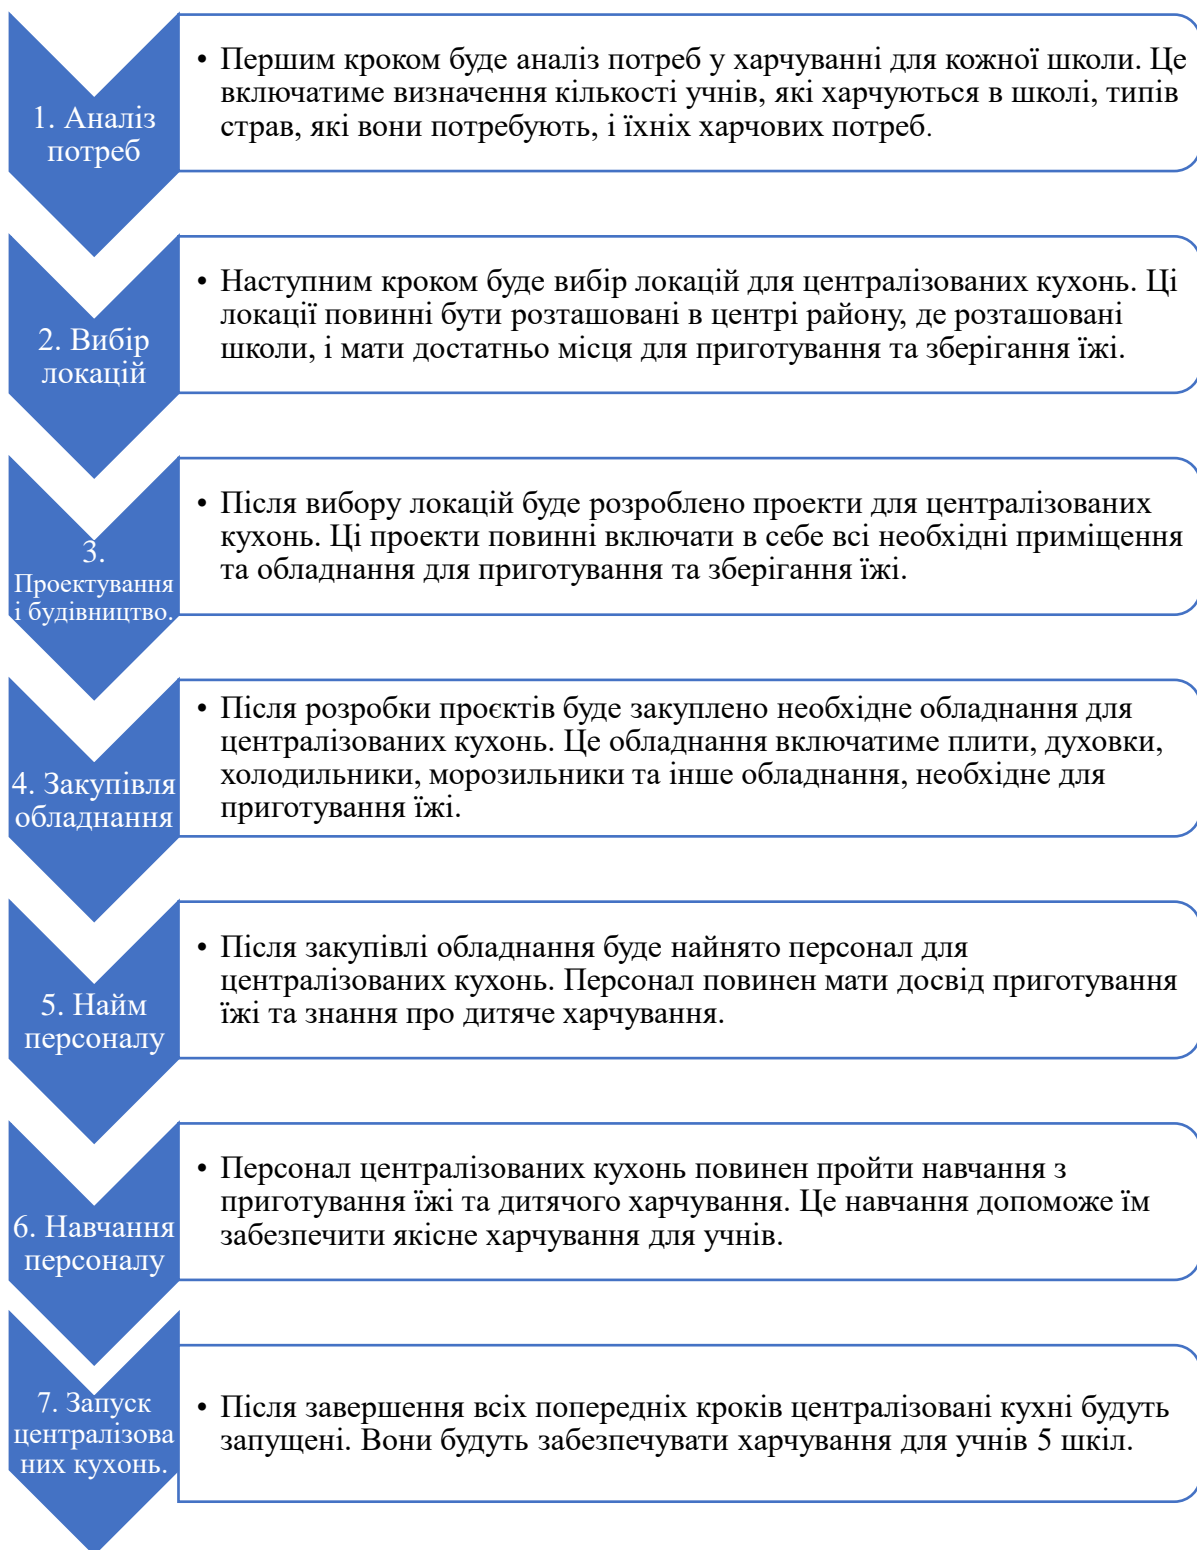 1. Аналіз
потреб
• Першим кроком буде аналіз потреб у харчуванні для кожної школи. Це
включатиме визначення кількості учнів, які харчуються в школі, типів
страв, які вони потребують, і їхніх харчових потреб.
2. Вибір
локацій
• Наступним кроком буде вибір локацій для централізованих кухонь. Ці
локації повинні бути розташовані в центрі району, де розташовані
школи, і мати достатньо місця для приготування та зберігання їжі.
3.
Проектування
і будівництво.
• Після вибору локацій буде розроблено проекти для централізованих
кухонь. Ці проекти повинні включати в себе всі необхідні приміщення
та обладнання для приготування та зберігання їжі.
4. Закупівля
обладнання
• Після розробки проєктів буде закуплено необхідне обладнання для
централізованих кухонь. Це обладнання включатиме плити, духовки,
холодильники, морозильники та інше обладнання, необхідне для
приготування їжі.
5. Найм
персоналу
• Після закупівлі обладнання буде найнято персонал для
централізованих кухонь. Персонал повинен мати досвід приготування
їжі та знання про дитяче харчування.
6. Навчання
персоналу
• Персонал централізованих кухонь повинен пройти навчання з
приготування їжі та дитячого харчування. Це навчання допоможе їм
забезпечити якісне харчування для учнів.
7. Запуск
централізова
них кухонь.
• Після завершення всіх попередніх кроків централізовані кухні будуть
запущені. Вони будуть забезпечувати харчування для учнів 5 шкіл.